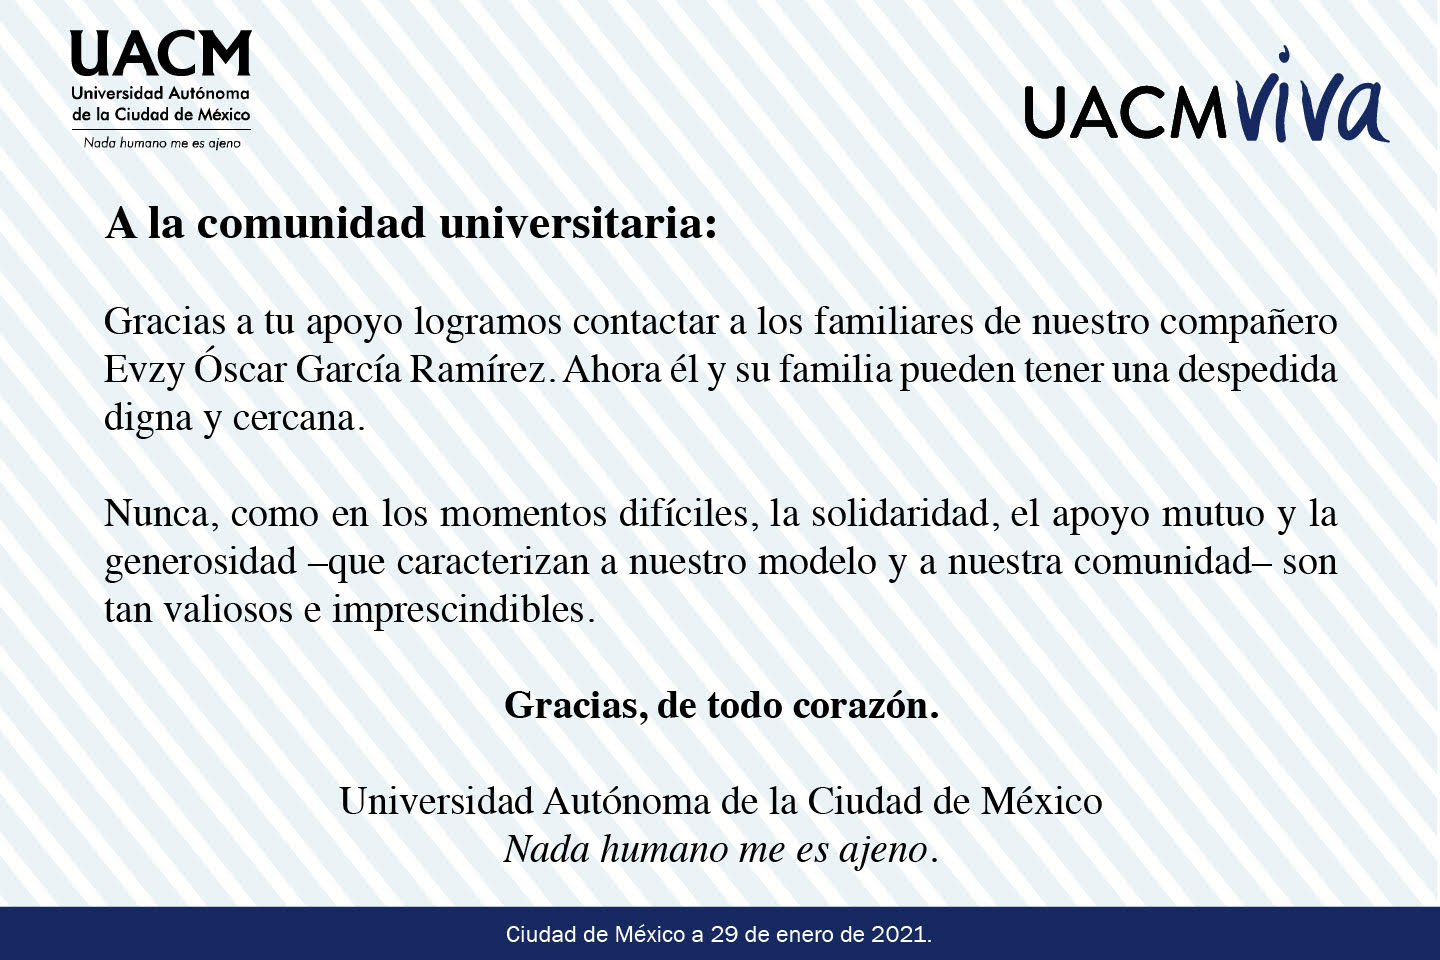 UACM
Universidad Autónoma
de la Ciudad de México
Nada humano me es ajeno
UACMviva
A la comunidad universitaria:
Gracias a tu apoyo logramos contactar a los familiares de nuestro compañero
Evzy Óscar García Ramírez. Ahora él y su familia pueden tener una despedida
digna y cercana.
Nunca, como en los momentos difíciles, la solidaridad, el apoyo mutuo y la
generosidad –que caracterizan a nuestro modelo y a nuestra comunidad– son
tan valiosos e imprescindibles.
Gracias, de todo corazón.
Universidad Autónoma de la Ciudad de México
Nada humano me es ajeno.
Ciudad de México a 29 de enero de 2021.